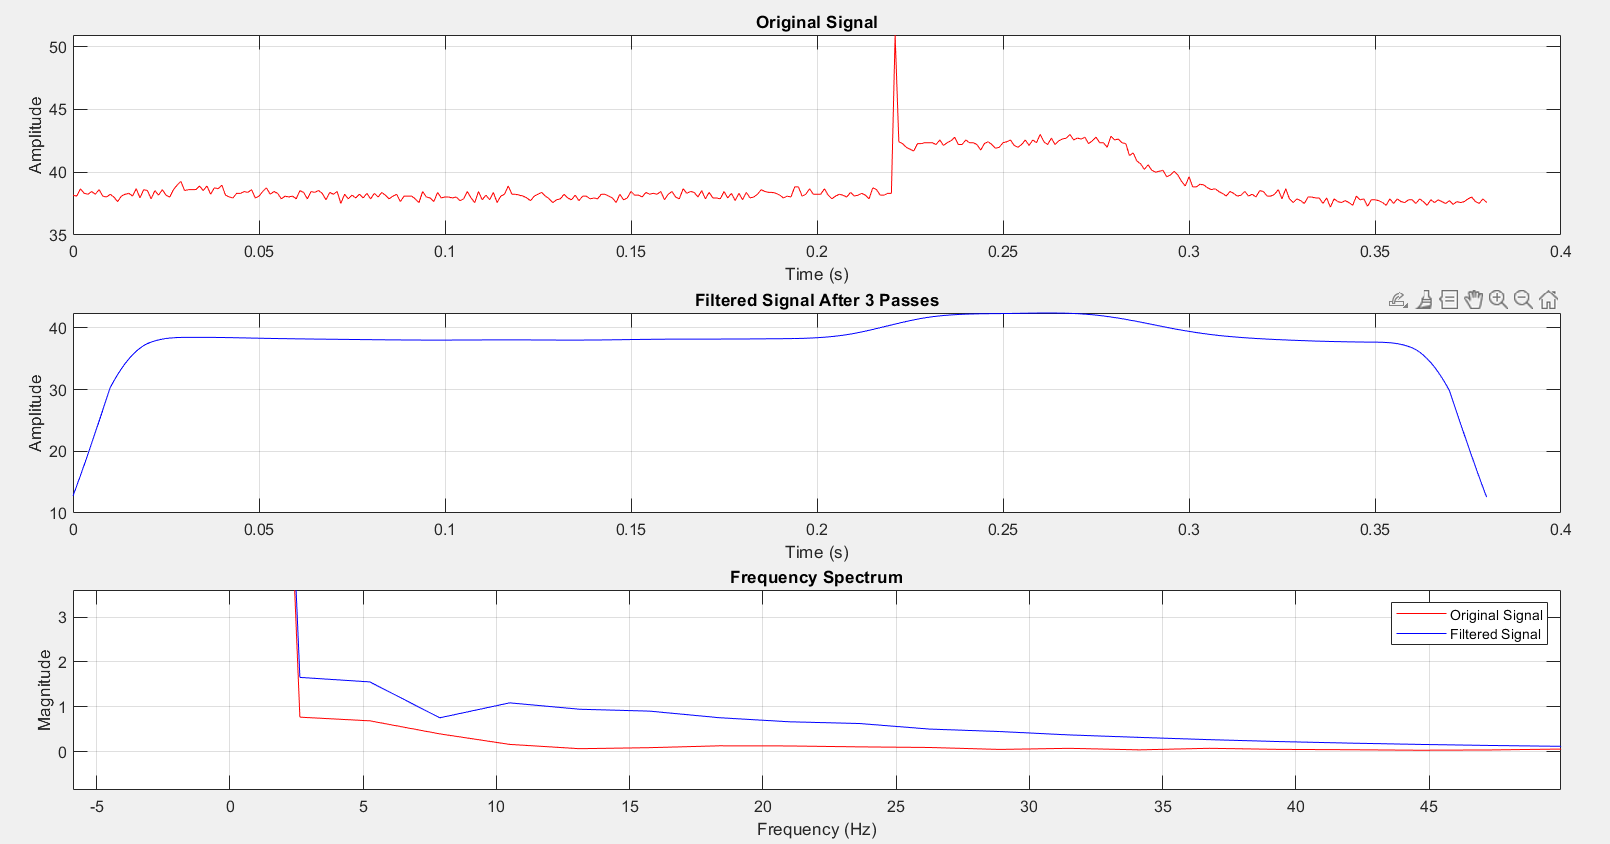 Original Signal
50
45
40
35
Amplitude
0 0.05 0.1 0.15 0.2 0.25 0.3 0.35 0.4
Time (s)
Filtered Signal After 3 Passes
40
30
20
10
Amplitude
0 0.05 0.1 0.15 0.2 0.25 0.3 0.35 0.4
Time (s)
Frequency Spectrum
3
2
1
0
Magnitude
Original Signal
Filtered Signal
-5 0 5 10 15 20 25 30 35 40 45
Frequency (Hz)